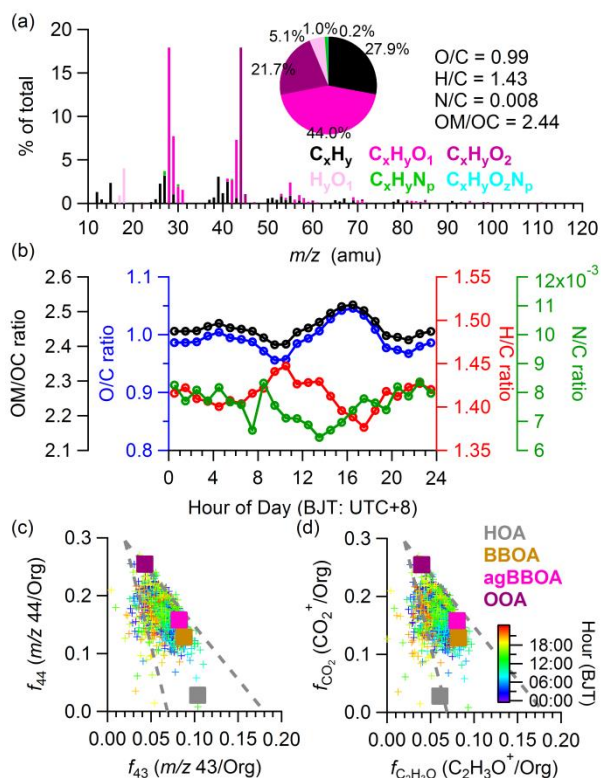 (a)
5.1%
1.0%
0.2%
27.9%
21.7%
44.0%
O/C = 0.99
H/C = 1.43
N/C = 0.008
OM/OC = 2.44
CxHy CxHyO1 CxHyO2
HyO1 CxHyNp CxHyOzNp
% of total
20
15
10
5
0
10 20 30 40 50 60 70 80 90 100 110 120
m/z (amu)
(b)
OM/OC ratio
2.6
2.5
2.4
2.3
2.2
2.1
O/C ratio
1.1
1.0
0.9
0.8
1.55
1.50
1.45
1.40
1.35
H/C ratio
12×10⁻³
11
10
9
8
7
6
N/C ratio
0 4 8 12 16 20 24
Hour of Day (BJT: UTC+8)
(c)
f44 (m/z 44/Org)
0.3
0.2
0.1
0.0
0.00 0.05 0.10 0.15 0.20
f43 (m/z 43/Org)
(d)
fCO2 (CO2+/Org)
0.3
0.2
0.1
0.0
0.00 0.05 0.10 0.15 0.20
fC2H3O (C2H3O+/Org)
HOA
BBOA
agBBOA
OOA
18:00
12:00
06:00
00:00
Hour (BJT)